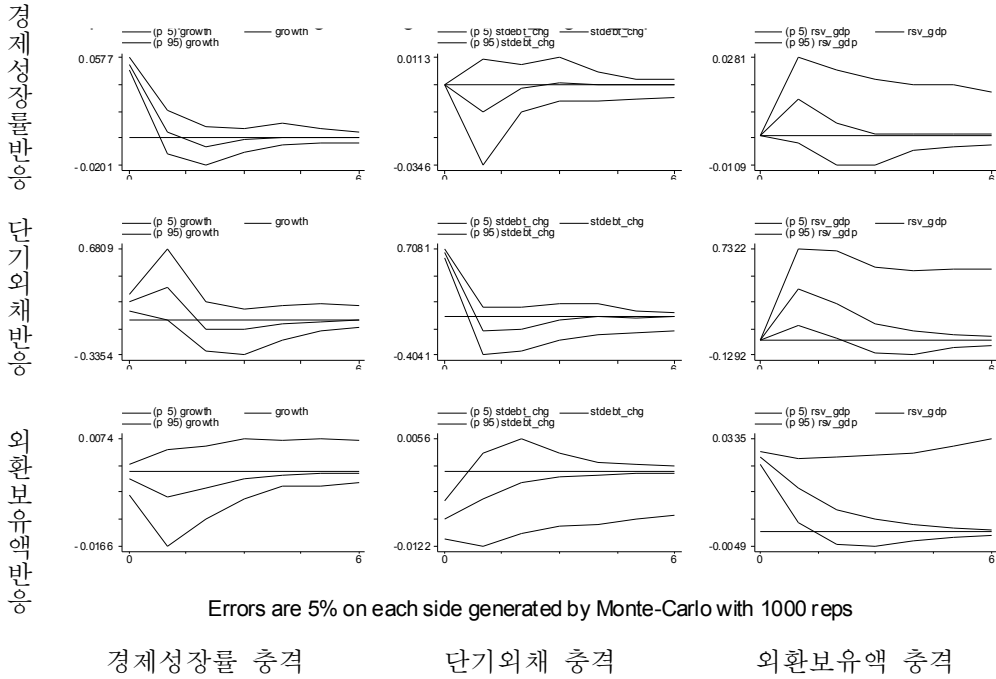 경제성장률반응
(p 5) growth growth
(p 95) growth
0.0577
-0.0201
0 6
(p 5) stdebt_chg stdebt_chg
(p 95) stdebt_chg
0.0113
-0.0346
0 6
(p 5) rsv_gdp rsv_gdp
(p 95) rsv_gdp
0.0281
-0.0109
0 6
단기외채반응
(p 5) growth growth
(p 95) growth
0.6809
-0.3354
0 6
(p 5) stdebt_chg stdebt_chg
(p 95) stdebt_chg
0.7081
-0.4041
0 6
(p 5) rsv_gdp rsv_gdp
(p 95) rsv_gdp
0.7322
-0.1292
0 6
외환보유액반응
(p 5) growth growth
(p 95) growth
0.0074
-0.0166
0 6
(p 5) stdebt_chg stdebt_chg
(p 95) stdebt_chg
0.0056
-0.0122
0 6
(p 5) rsv_gdp rsv_gdp
(p 95) rsv_gdp
0.0335
-0.0049
0 6
Errors are 5% on each side generated by Monte-Carlo with 1000 reps
경제성장률 충격 단기외채 충격 외환보유액 충격